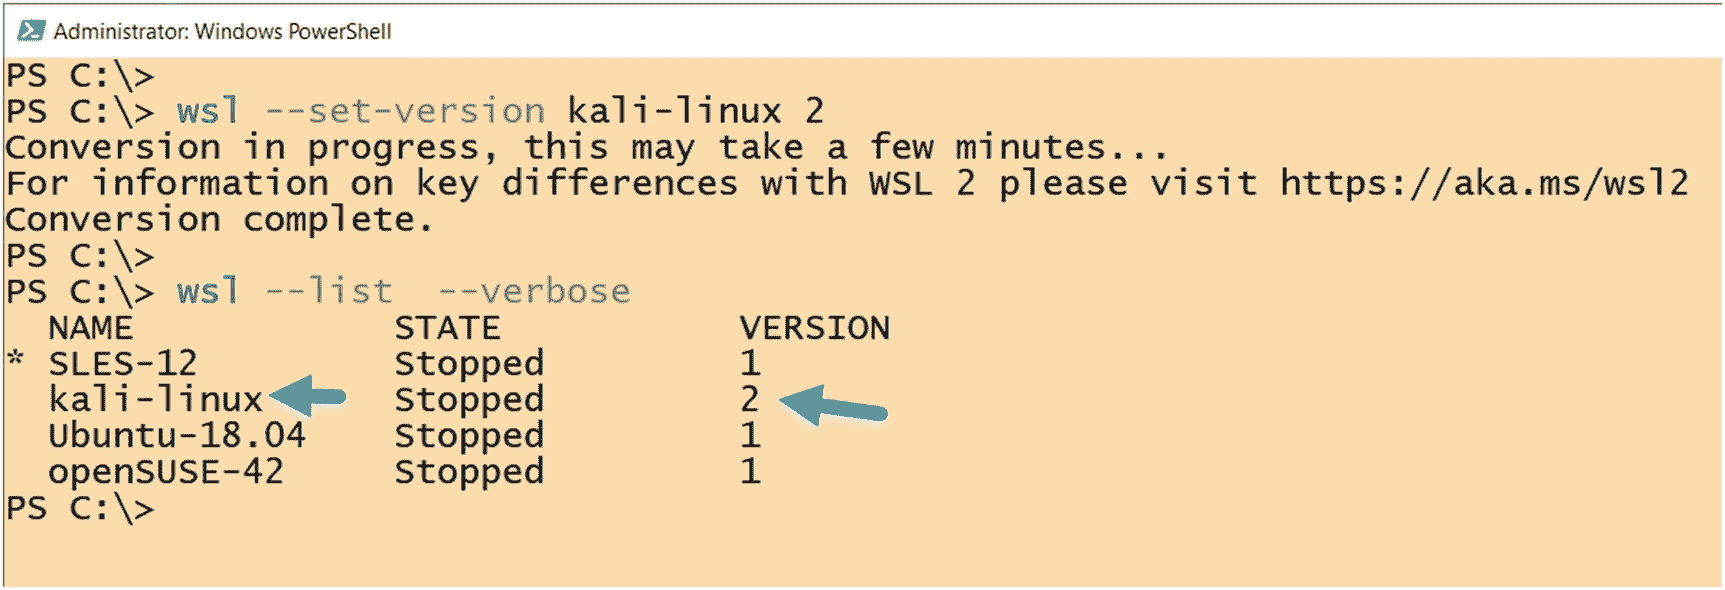 Administrator: Windows PowerShell
PS C:\>
PS C:\> wsl --set-version kali-linux 2
Conversion in progress, this may take a few minutes...
For information on key differences with WSL 2 please visit https://aka.ms/wsl2
Conversion complete.
PS C:\>
PS C:\> wsl --list  --verbose
  NAME            STATE           VERSION
* SLES-12         Stopped         1
  kali-linux      Stopped         2
  Ubuntu-18.04    Stopped         1
  openSUSE-42     Stopped         1
PS C:\>